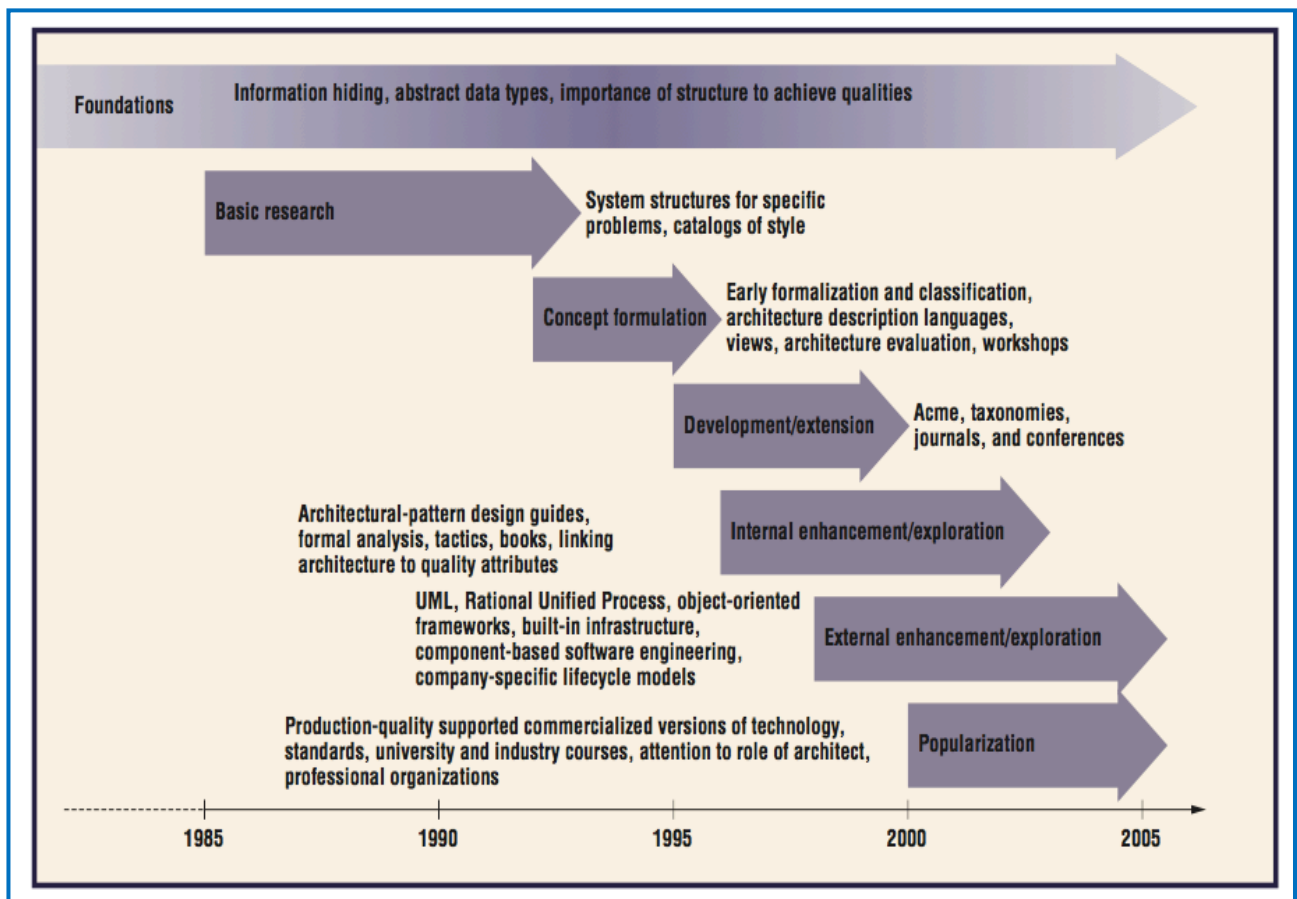 Foundations
Information hiding, abstract data types, importance of structure to achieve qualities
Basic research
System structures for specific
problems, catalogs of style
Concept formulation
Early formalization and classification,
architecture description languages,
views, architecture evaluation, workshops
Development/extension
Acme, taxonomies,
journals, and conferences
Architectural-pattern design guides,
formal analysis, tactics, books, linking
architecture to quality attributes
Internal enhancement/exploration
UML, Rational Unified Process, object-oriented
frameworks, built-in infrastructure,
component-based software engineering,
company-specific lifecycle models
External enhancement/exploration
Production-quality supported commercialized versions of technology,
standards, university and industry courses, attention to role of architect,
professional organizations
Popularization
1985 1990 1995 2000 2005